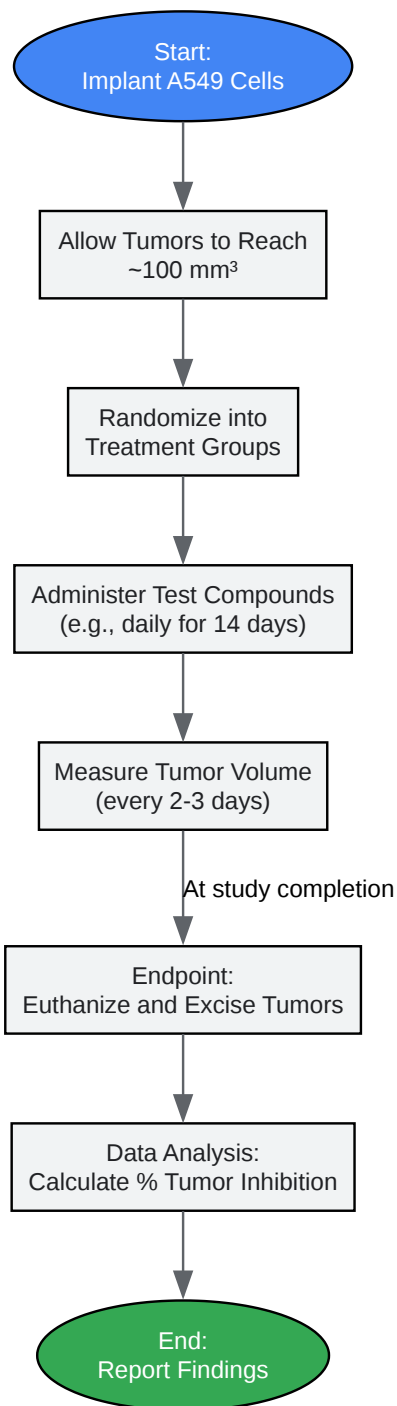 Start:
Implant A549 Cells
Allow Tumors to Reach
~100 mm³
Randomize into
Treatment Groups
Administer Test Compounds
(e.g., daily for 14 days)
Measure Tumor Volume
(every 2-3 days)
At study completion
Endpoint:
Euthanize and Excise Tumors
Data Analysis:
Calculate % Tumor Inhibition
End:
Report Findings